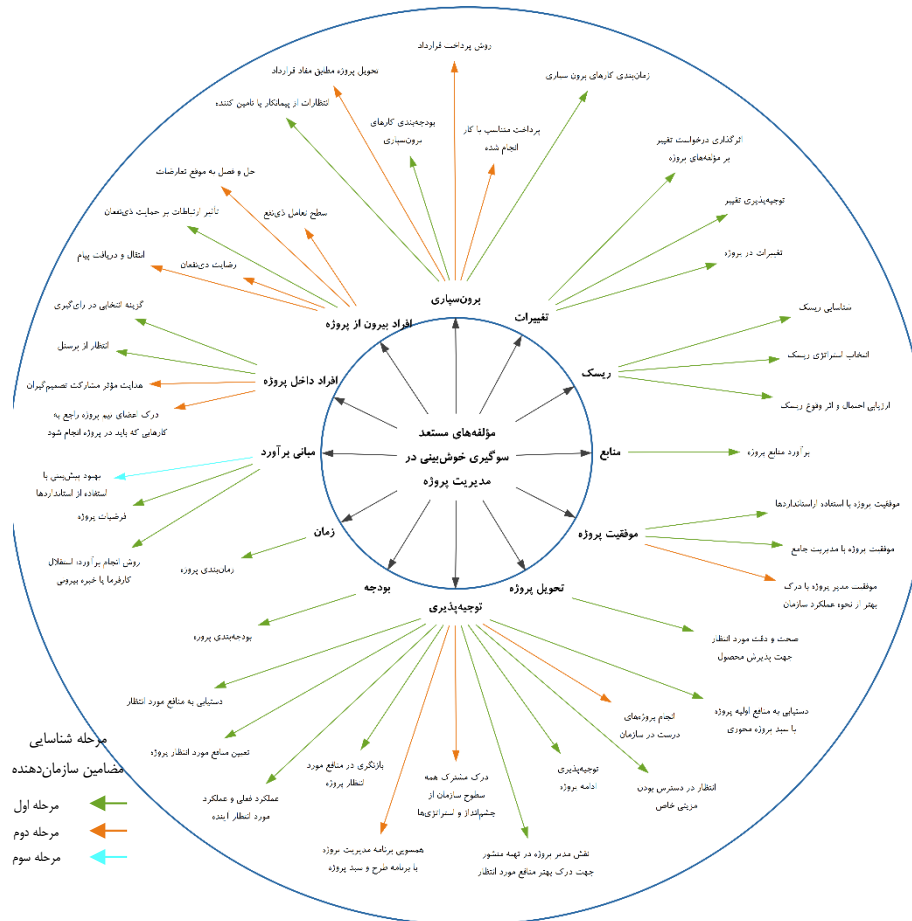 روش پرداخت قرارداد
تحویل پروژه مطابق مفاد قرارداد
زمان‌بندی کارهای برون سپاری
انتظارات از پیمانکار یا تامین کننده
بودجه‌بندی کارهای
برون‌سپاری
پرداخت متناسب با کار
انجام شده
اثرگذاری درخواست تغییر
بر مؤلفه‌های پروژه
حل و فصل به موقع تعارضات
توجیه‌پذیری تغییر
تأثیر ارتباطات بر حمایت ذی‌نفعان
سطح تعامل ذی‌نفع
تغییرات در پروژه
انتقال و دریافت پیام
رضایت ذی‌نفعان
برون‌سپاری
تغییرات
افراد بیرون از پروژه
گزینه انتخابی در رای‌گیری
شناسایی ریسک
انتظار از پرسنل
انتخاب استراتژی ریسک
ریسک
افراد داخل پروژه
هدایت مؤثر مشارکت تصمیم‌گیران
ارزیابی احتمال و اثر وقوع ریسک
درک اعضای تیم پروژه راجع به
کارهایی که باید در پروژه انجام شود
مؤلفه‌های مستعد
سوگیری خوش‌بینی در
مدیریت پروژه
مبانی برآورد
منابع
برآورد منابع پروژه
بهبود پیش‌بینی با
استفاده از استانداردها
فرضیات پروژه
موفقیت پروژه با استفاده ازاستانداردها
زمان
موفقیت پروژه
موفقیت پروژه با مدیریت جامع
روش انجام برآورد: استقلال
کارفرما یا خبره بیرونی
زمان‌بندی پروژه
موفقیت مدیر پروژه با درک
بهتر از نحوه عملکرد سازمان
بودجه
تحویل پروژه
توجیه‌پذیری
بودجه‌بندی پروژه
صحت و دقت مورد انتظار
جهت پذیرش محصول
دستیابی به منافع مورد انتظار
انجام پروژه‌های
درست در سازمان
دستیابی به منافع اولیه پروژه
با سبد پروژه محوری
تعیین منافع مورد انتظار پروژه
بازنگری در منافع مورد
انتظار پروژه
درک مشترک همه
سطوح سازمان از
چشم‌انداز و استراتژی‌ها
توجیه‌پذیری
ادامه پروژه
انتظار در دسترس بودن
مزیتی خاص
عملکرد فعلی و عملکرد
مورد انتظار آینده
همسویی برنامه مدیریت پروژه
با برنامه طرح و سبد پروژه
نقش مدیر پروژه در تهیه منشور
جهت درک بهتر منافع مورد انتظار
مرحله شناسایی
مضامین سازمان‌دهنده
مرحله اول
مرحله دوم
مرحله سوم